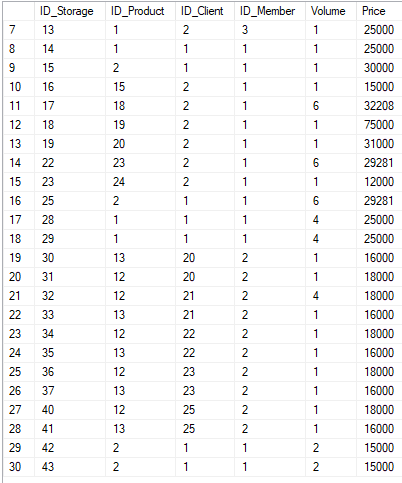 ID_Storage ID_Product ID_Client ID_Member Volume Price
7 13 1 2 3 1 25000
8 14 1 1 1 1 25000
9 15 2 1 1 1 30000
10 16 15 2 1 1 15000
11 17 18 2 1 6 32208
12 18 19 2 1 1 75000
13 19 20 2 1 1 31000
14 22 23 2 1 6 29281
15 23 24 2 1 1 12000
16 25 2 1 1 6 29281
17 28 1 1 1 4 25000
18 29 1 1 1 4 25000
19 30 13 20 2 1 16000
20 31 12 20 2 1 18000
21 32 12 21 2 4 18000
22 33 13 21 2 1 16000
23 34 12 22 2 1 18000
24 35 13 22 2 1 16000
25 36 12 23 2 1 18000
26 37 13 23 2 1 16000
27 40 12 25 2 1 18000
28 41 13 25 2 1 16000
29 42 2 1 1 2 15000
30 43 2 1 1 2 15000